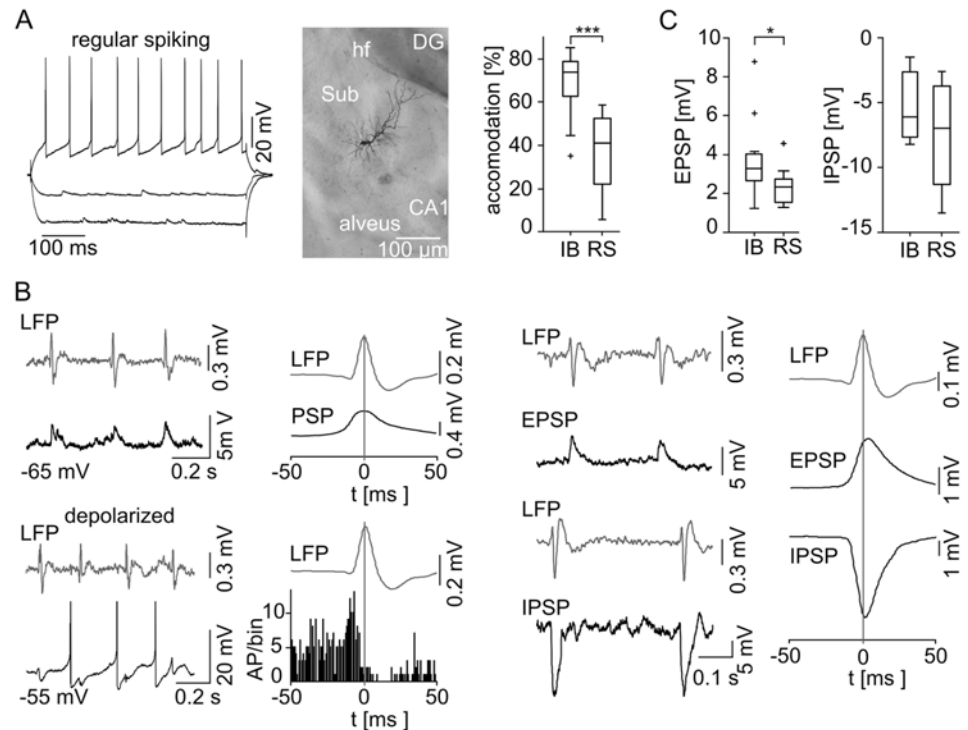 A
regular spiking
20 mV
100 ms
hf
DG
Sub
CA1
alveus
100 µm
accomodation [%]
80
60
40
20
0
IB RS
***
C
EPSP [mV]
10
8
6
4
2
0
IB RS
*
IPSP [mV]
0
-5
-10
-15
IB RS
B
LFP
0.3 mV
5m V
-65 mV
0.2 s
LFP
0.2 mV
PSP
0.4 mV
-50 0 50
t [ms ]
depolarized
LFP
0.3 mV
20 mV
-55 mV
0.2 s
LFP
0.2 mV
AP/bin
10
5
0
-50 0 50
t [ms ]
LFP
0.3 mV
EPSP
5 mV
LFP
0.3 mV
IPSP
5 mV
0.1 s
LFP
0.1 mV
EPSP
1 mV
IPSP
1 mV
-50 0 50
t [ms ]